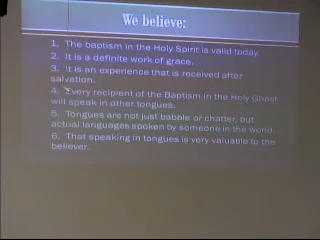 We believe:
1. The baptism in the Holy Spirit is valid today.
2. It is a definite work of grace.
3. It is an experience that is received after
salvation.
4. Every recipient of the Baptism in the Holy Ghost
will speak in other tongues.
5. Tongues are not just babble or chatter, but
actual languages spoken by someone in the world.
6. That speaking in tongues is very valuable to the
believer.